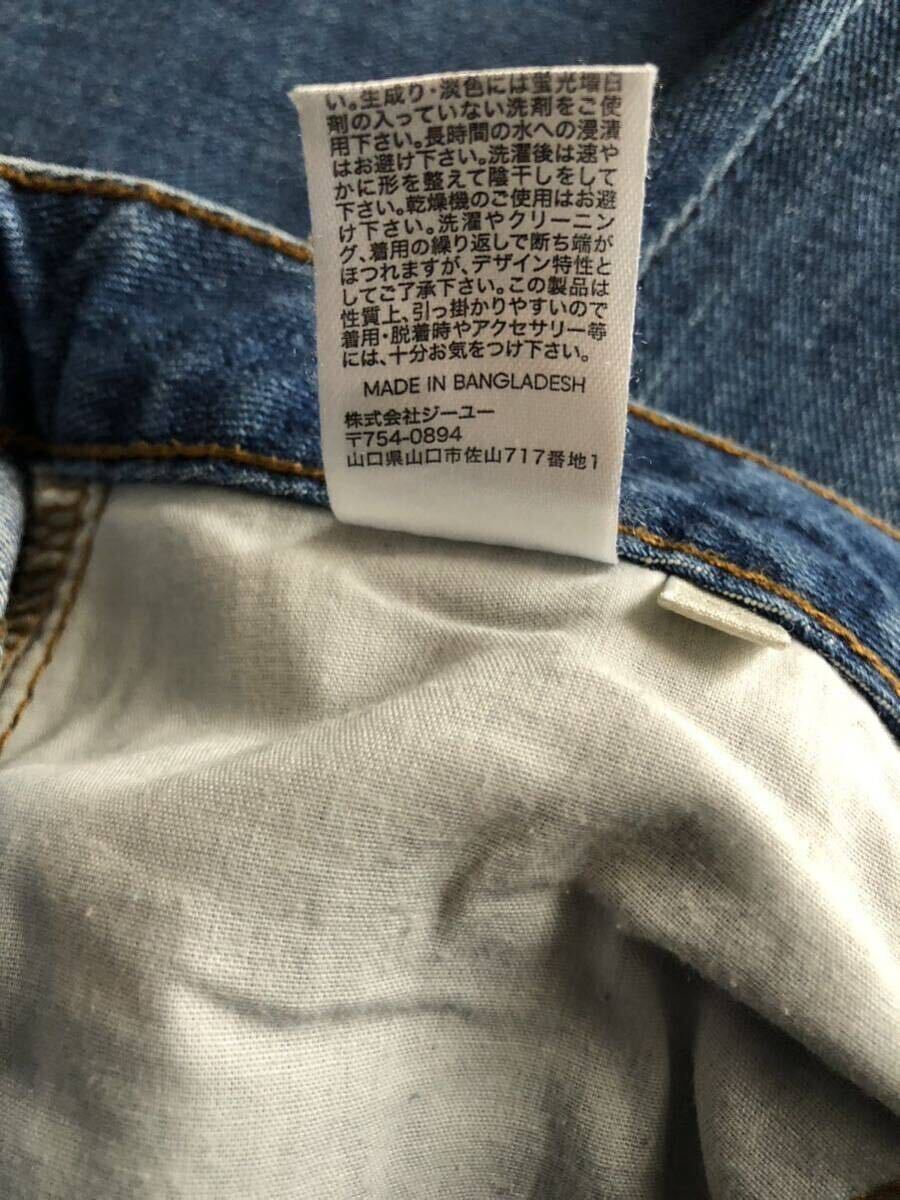 い。生成り・淡色には蛍光増白
剤の入っていない洗剤をご使
用下さい。長時間の水への浸漬
はお避け下さい。洗濯後は速や
かに形を整えて陰干しをして
下さい。乾燥機のご使用はお避
け下さい。洗濯やクリーニン
グ、着用の繰り返しで断ち端が
ほつれますが、デザイン特性と
してご了承下さい。この製品は
性質上、引っ掛かりやすいので
着用・脱着時やアクセサリー等
には、十分お気をつけ下さい。
MADE IN BANGLADESH
株式会社ジーユー
〒754-0894
山口県山口市佐山717番地1